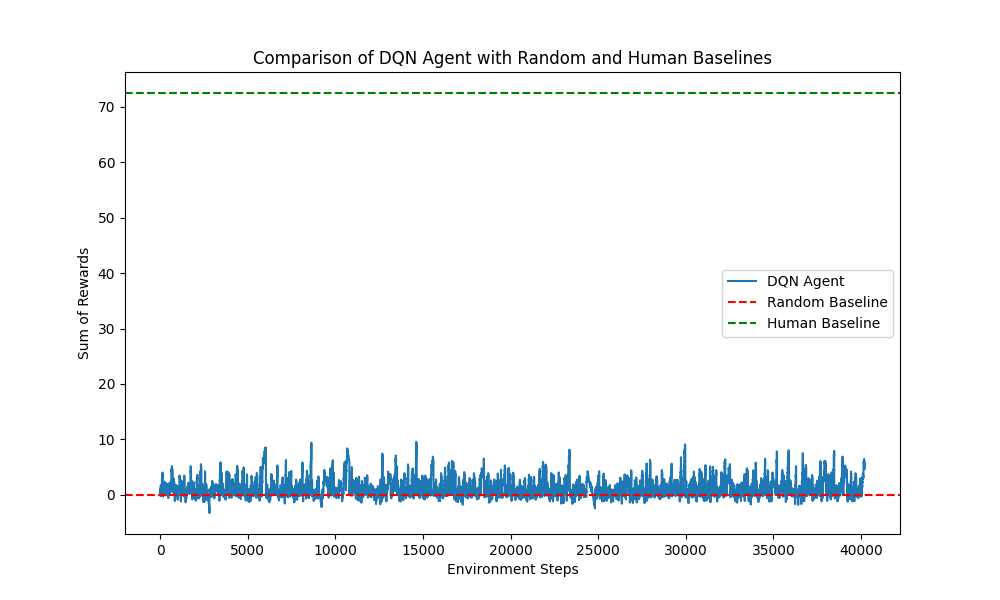 Comparison of DQN Agent with Random and Human Baselines
Sum of Rewards
70
60
50
40
30
20
10
0
DQN Agent
Random Baseline
Human Baseline
0 5000 10000 15000 20000 25000 30000 35000 40000
Environment Steps